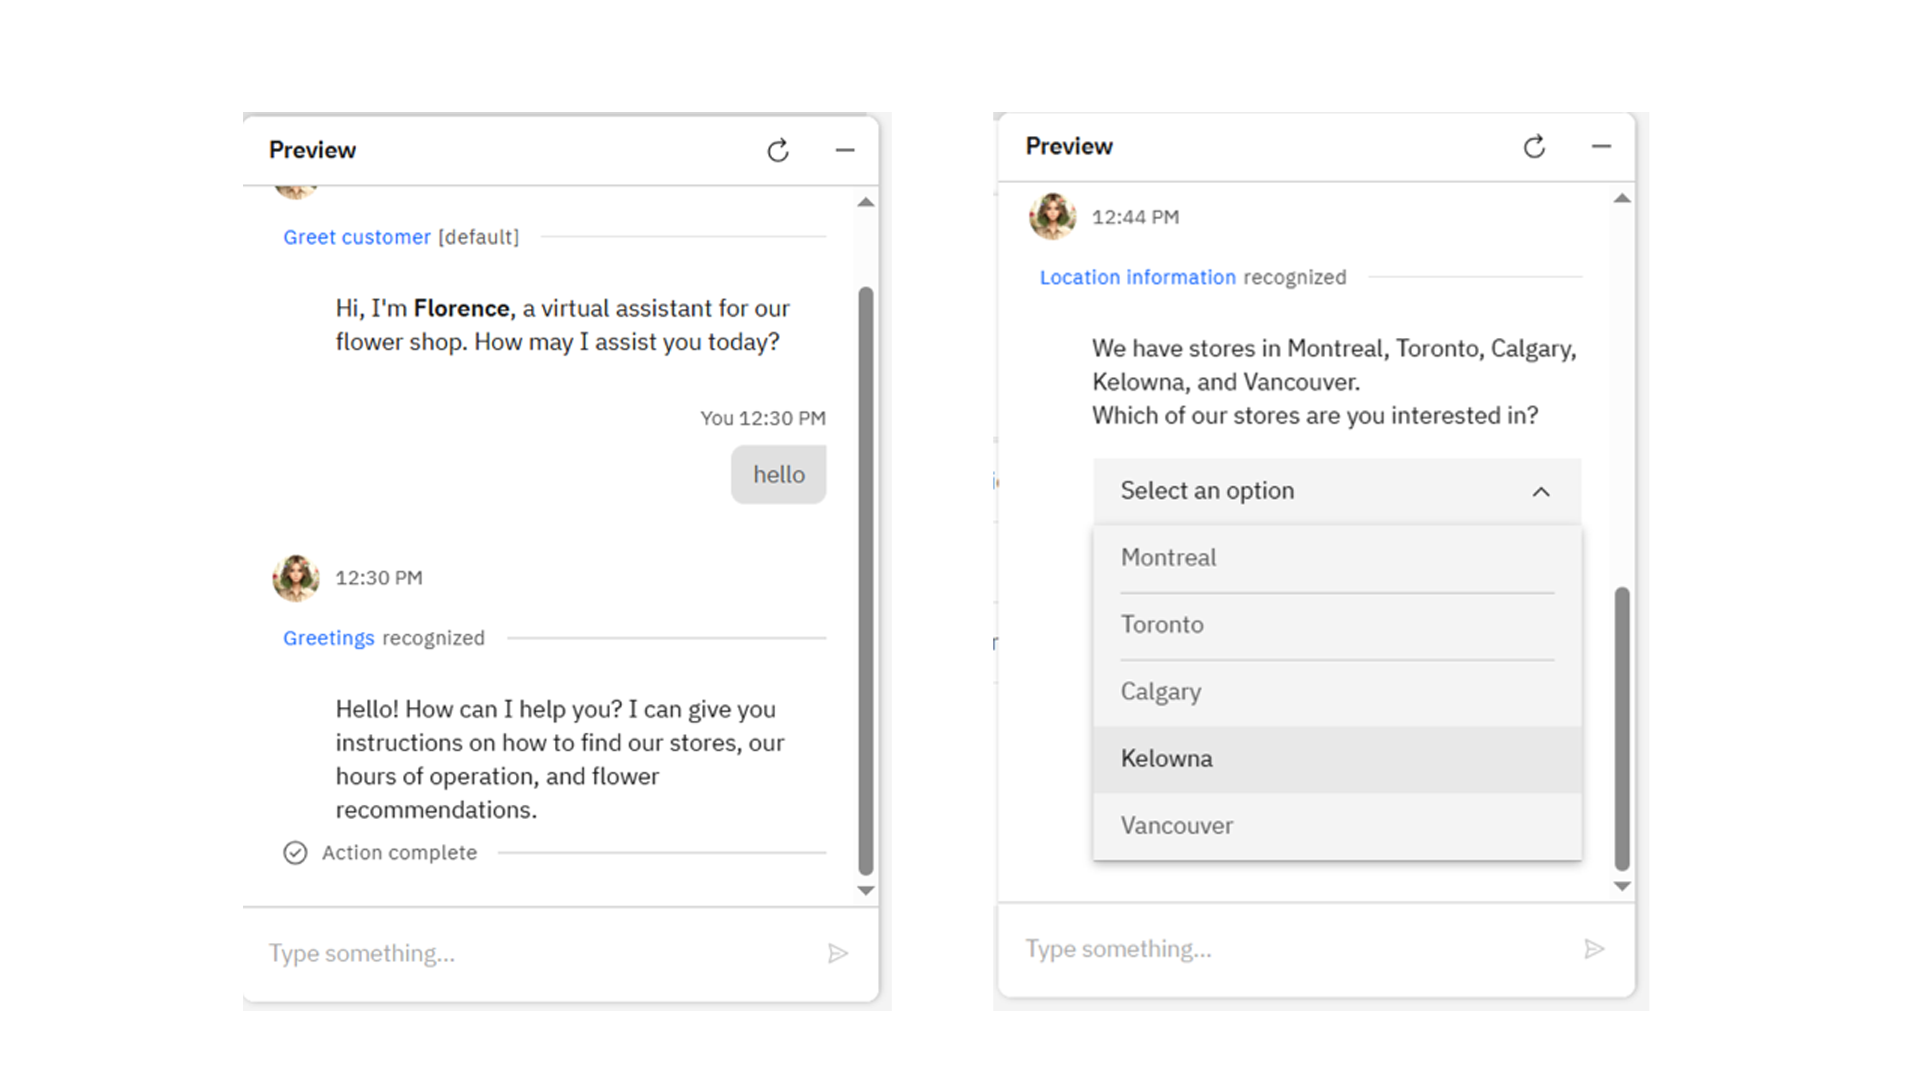 Preview
Greet customer [default]
Hi, I'm Florence, a virtual assistant for our
flower shop. How may I assist you today?
You 12:30 PM
hello
12:30 PM
Greetings recognized
Hello! How can I help you? I can give you
instructions on how to find our stores, our
hours of operation, and flower
recommendations.
Action complete
Type something...
Preview
12:44 PM
Location information recognized
We have stores in Montreal, Toronto, Calgary,
Kelowna, and Vancouver.
Which of our stores are you interested in?
Select an option
Montreal
Toronto
Calgary
Kelowna
Vancouver
Type something...